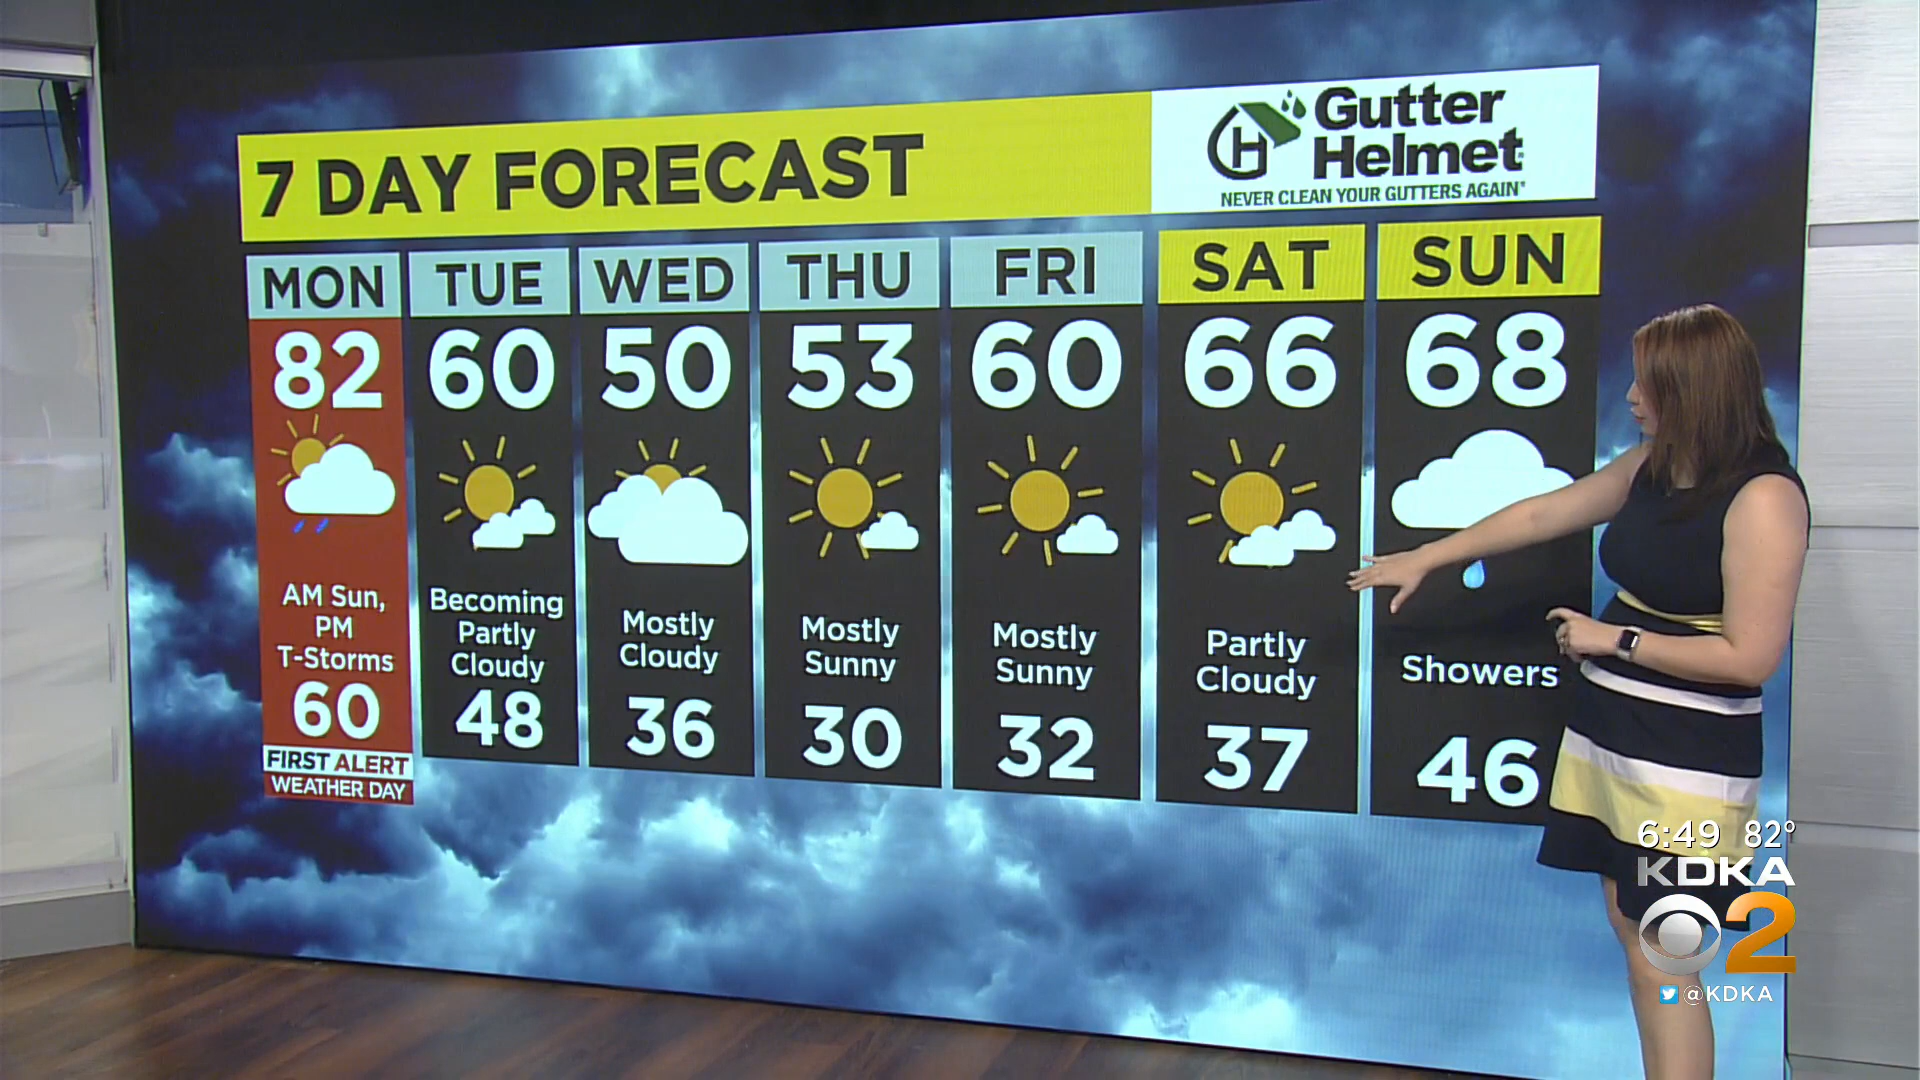 7 DAY FORECAST
Gutter
Helmet
NEVER CLEAN YOUR GUTTERS AGAIN
MON
82
AM Sun,
PM
T-Storms
60
FIRST ALERT
WEATHER DAY
TUE
60
Becoming
Partly
Cloudy
48
WED
50
Mostly
Cloudy
36
THU
53
Mostly
Sunny
30
FRI
60
Mostly
Sunny
32
SAT
66
Partly
Cloudy
37
SUN
68
Showers
46
6:49 82°
KDKA
2
@KDKA